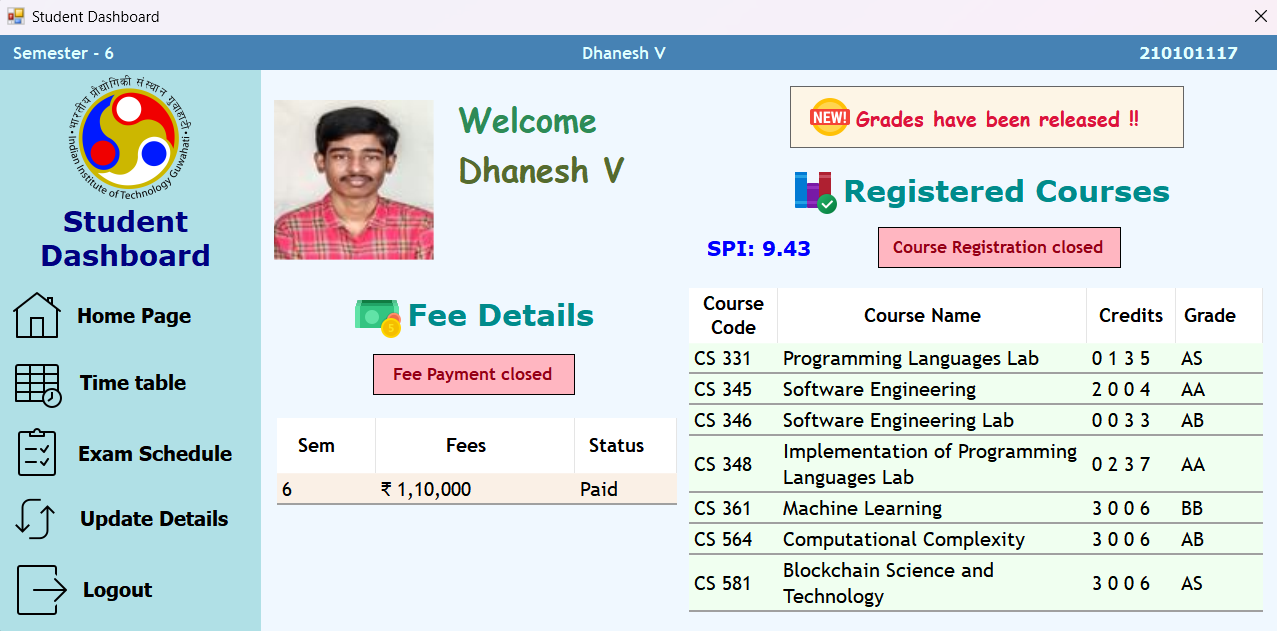 Student Dashboard
Semester - 6
Dhanesh V
210101117
भारतीय प्रौद्योगिकी संस्थान गुवाहाटी
Indian Institute of Technology Guwahati
Student
Dashboard
Home Page
Time table
Exam Schedule
Update Details
Logout
Welcome
Dhanesh V
Fee Details
Fee Payment closed
Sem Fees Status
6 ₹ 1,10,000 Paid
NEW! Grades have been released !!
Registered Courses
SPI: 9.43
Course Registration closed
Course
Code
Course Name
Credits
Grade
CS 331 Programming Languages Lab 0 1 3 5 AS
CS 345 Software Engineering 2 0 0 4 AA
CS 346 Software Engineering Lab 0 0 3 3 AB
CS 348 Implementation of Programming
Languages Lab 0 2 3 7 AA
CS 361 Machine Learning 3 0 0 6 BB
CS 564 Computational Complexity 3 0 0 6 AB
CS 581 Blockchain Science and
Technology 3 0 0 6 AS